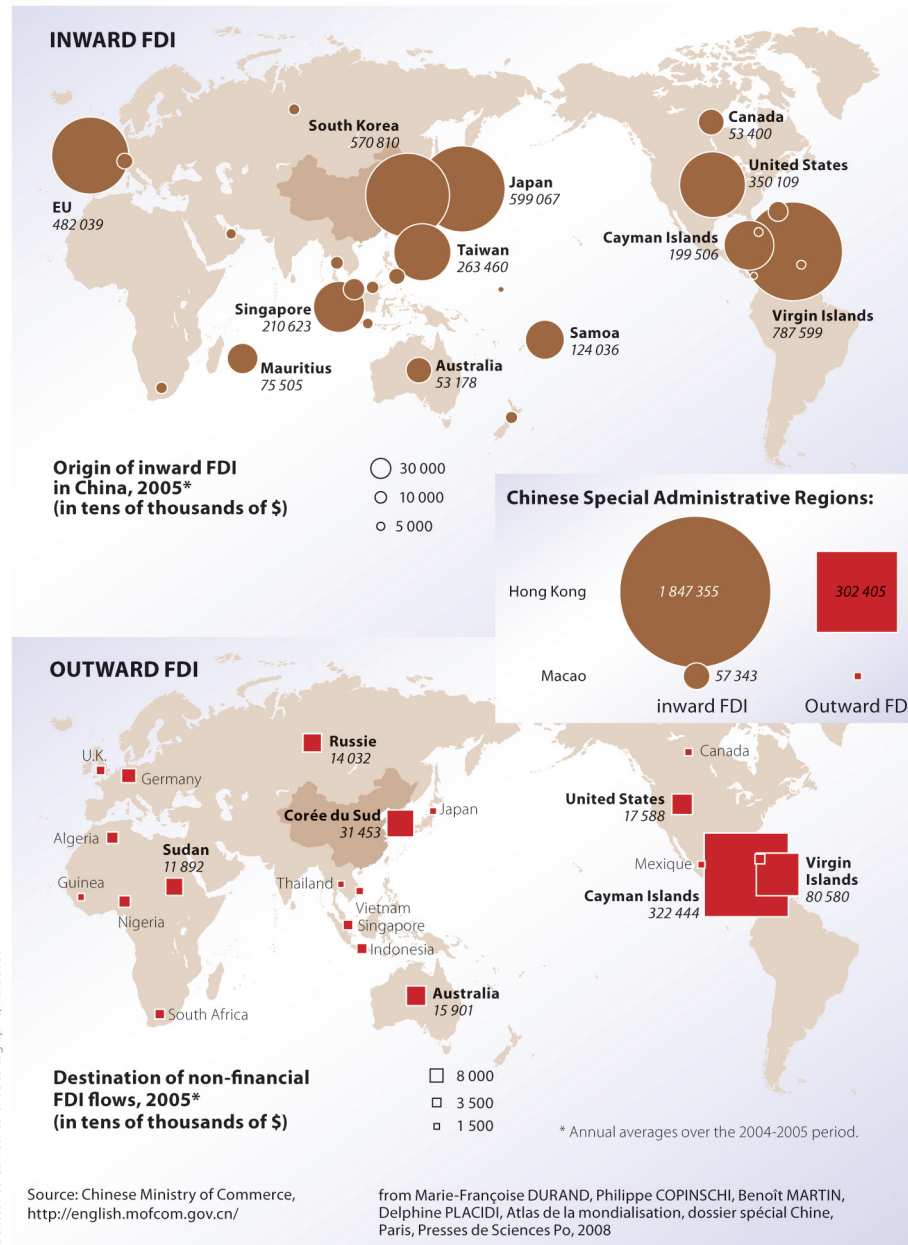 INWARD FDI
South Korea
570 810
Canada
53 400
United States
350 109
Japan
599 067
EU
482 039
Cayman Islands
199 506
Taiwan
263 460
Singapore
210 623
Virgin Islands
787 599
Samoa
124 036
Mauritius
75 505
Australia
53 178
Origin of inward FDI
in China, 2005*
(in tens of thousands of $)
30 000
10 000
5 000
Chinese Special Administrative Regions:
Hong Kong
1 847 355
302 405
Macao
57 343
inward FDI
Outward FD
OUTWARD FDI
Russie
14 032
U.K.
Germany
Canada
Corée du Sud
31 453
Japan
United States
17 588
Algeria
Sudan
11 892
Mexique
Virgin
Islands
80 580
Cayman Islands
322 444
Guinea
Thailand
Nigeria
Vietnam
Singapore
Indonesia
Australia
15 901
South Africa
Destination of non-financial
FDI flows, 2005*
(in tens of thousands of $)
8 000
3 500
1 500
* Annual averages over the 2004-2005 period.
Source: Chinese Ministry of Commerce,
http://english.mofcom.gov.cn/
from Marie-Françoise DURAND, Philippe COPINSCHI, Benoît MARTIN,
Delphine PLACIDI, Atlas de la mondialisation, dossier spécial Chine,
Paris, Presses de Sciences Po, 2008